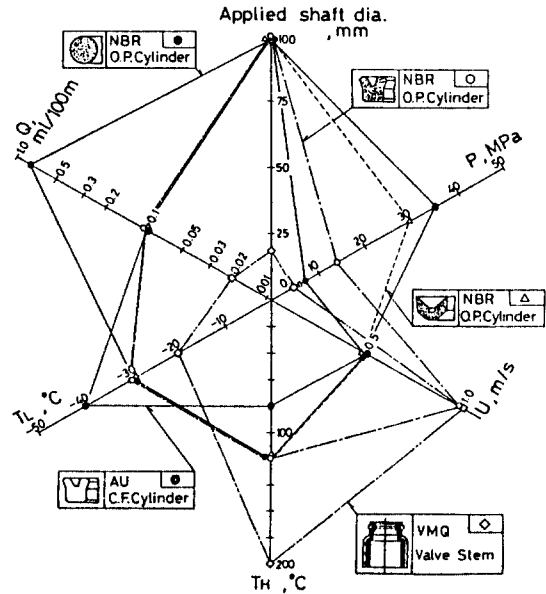 Applied shaft dia.
, mm
NBR
O.P.Cylinder
NBR
O.P.Cylinder
100
75
50
25
Q,
ml/100m
1.0
0.5
0.3
0.2
0.1
0.05
0.03
0.02
0.01
P, MPa
50
40
30
20
10
0
NBR
O.P.Cylinder
-10
-20
-30
-40
-50
TL, °C
0.5
1.0
|U, m/s
100
200
TH, °C
AU
C.F.Cylinder
VMQ
Valve Stem